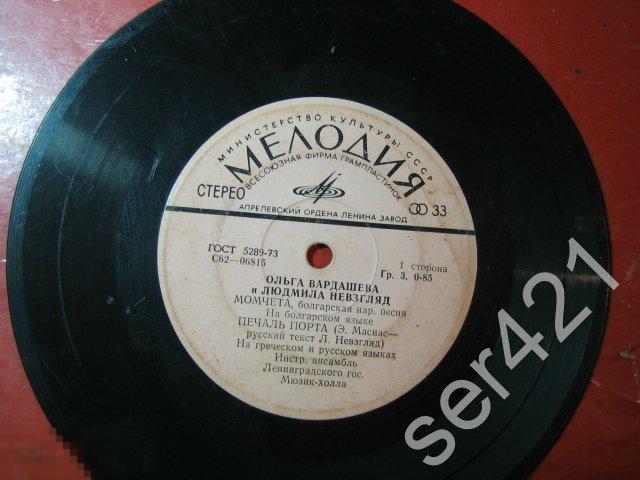 МИНИСТЕРСТВО КУЛЬТУРЫ СССР
МЕЛОДИЯ
ВСЕСОЮЗНАЯ ФИРМА ГРАМПЛАСТИНОК
СТЕРЕО
33
АПРЕЛЕВСКИЙ ОРДЕНА ЛЕНИНА ЗАВОД
ГОСТ 5289-73
С62—06815
1 сторона
Гр. 3. 0-85
ОЛЬГА ВАРДАШЕВА
и ЛЮДМИЛА НЕВЗГЛЯД
МОМЧЕТА, болгарская нар. песня
На болгарском языке
ПЕЧАЛЬ ПОРТА (Э. Маснас—
русский текст Л. Невзгляд)
На греческом и русском языках
Инстр. ансамбль
Ленинградского гос.
Мюзик-холла
ser421